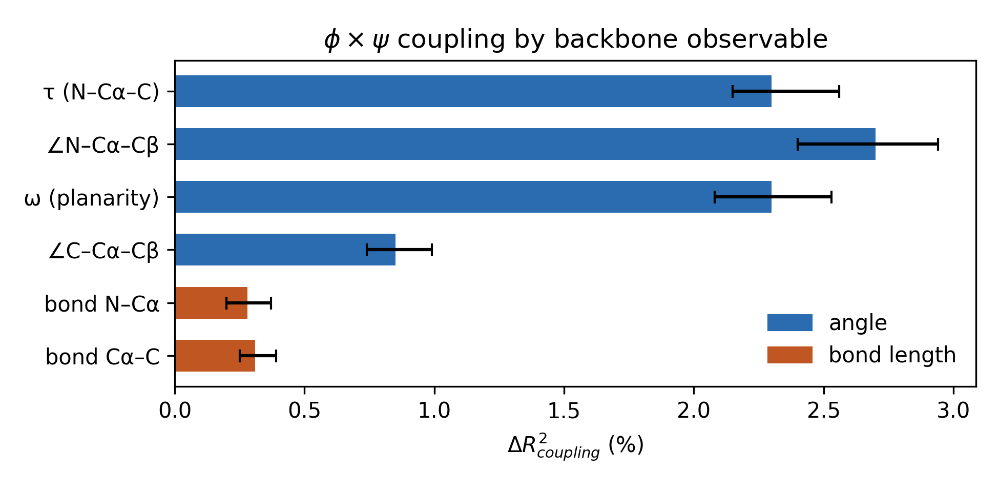 ϕ × ψ coupling by backbone observable
τ (N–Cα–C)
∠N–Cα–Cβ
ω (planarity)
∠C–Cα–Cβ
bond N–Cα
bond Cα–C
angle
bond length
0.0 0.5 1.0 1.5 2.0 2.5 3.0
ΔR²coupling (%)